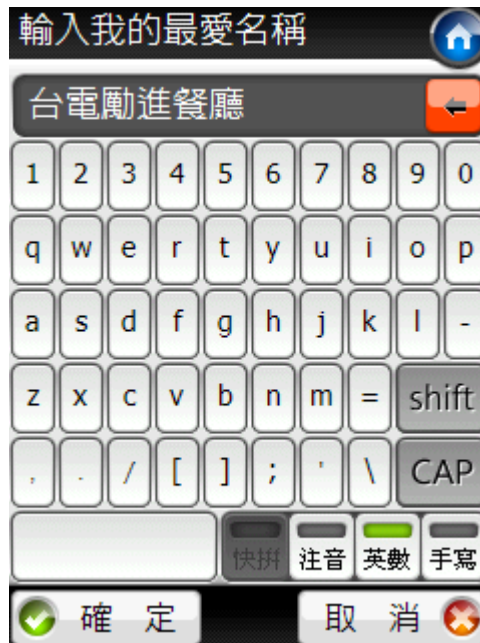 輸入我的最愛名稱
台電勵進餐廳
1 2 3 4 5 6 7 8 9 0
q w e r t y u i o p
a s d f g h j k l -
z x c v b n m = shift
, . / [ ] ; ' \ CAP
快拼 注音 英數 手寫
確 定 取 消